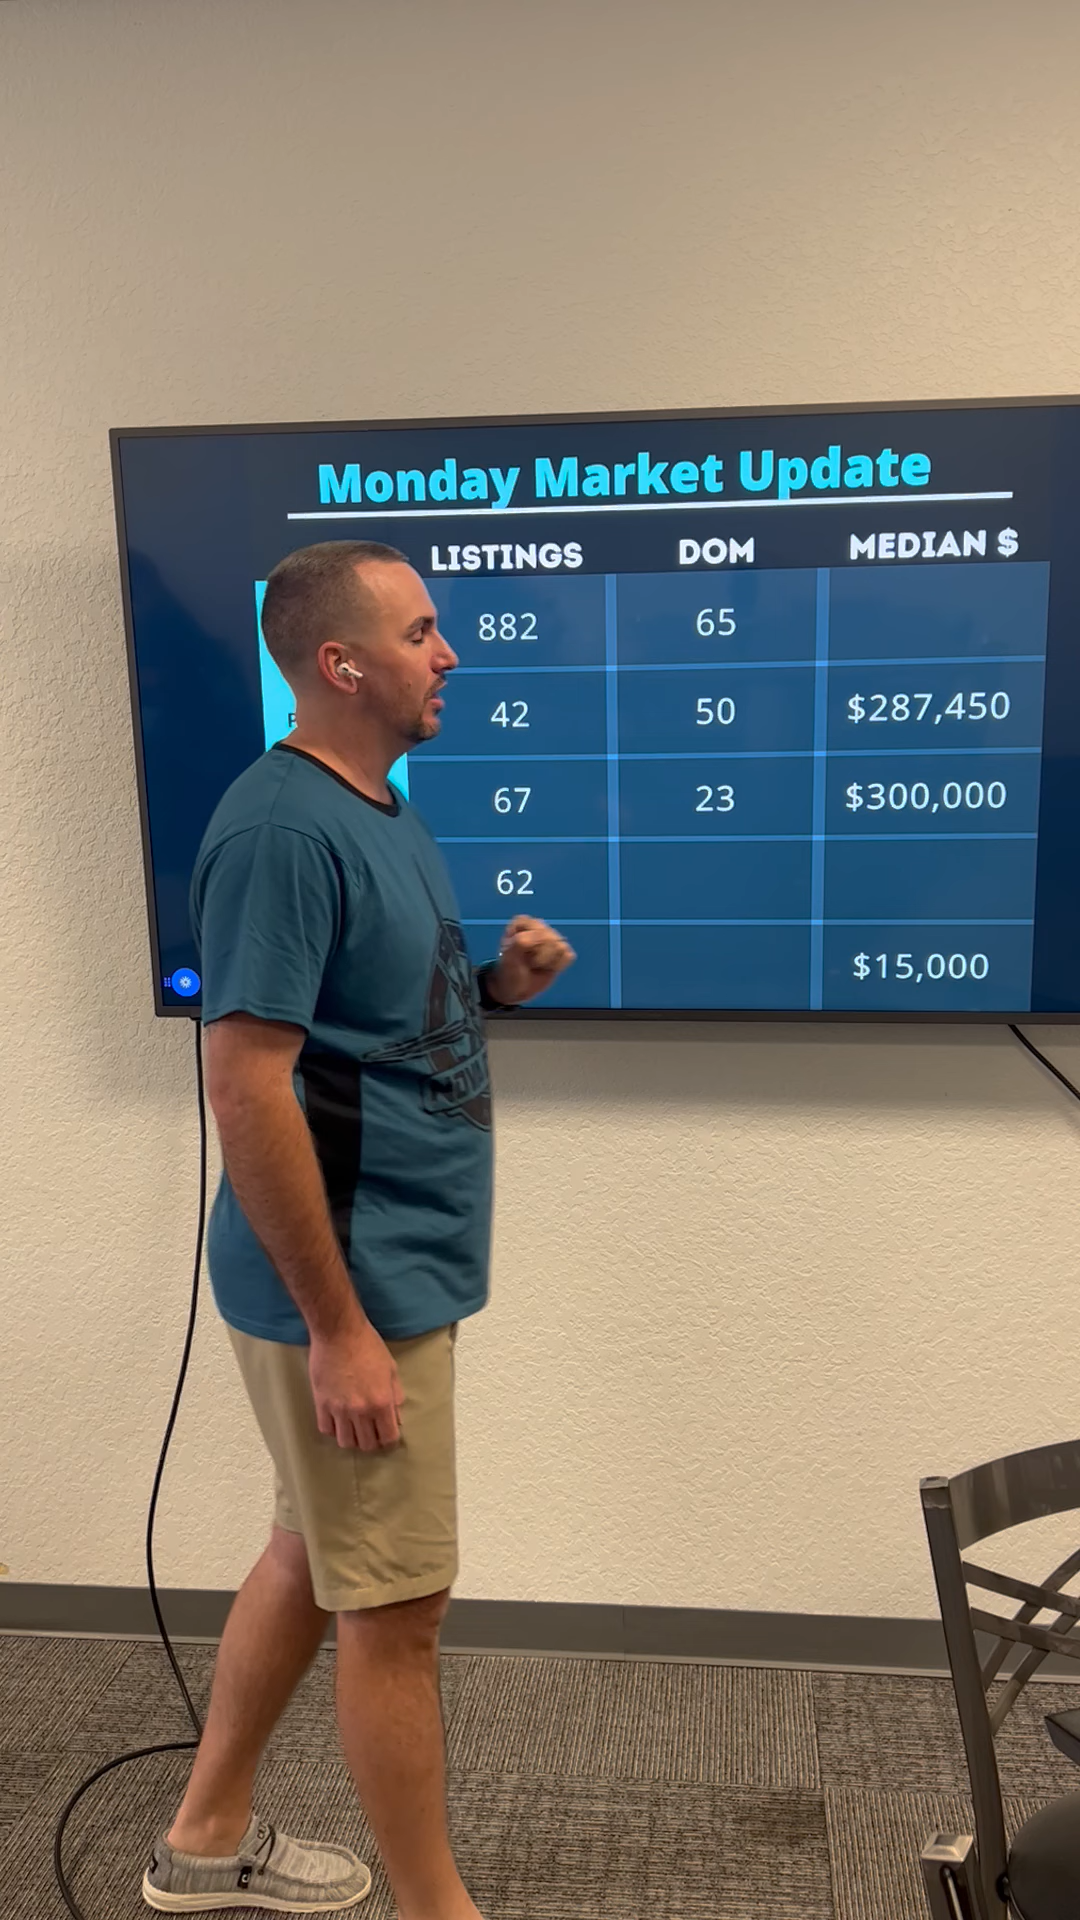 Monday Market Update
LISTINGS DOM MEDIAN $
882 65
42 50 $287,450
67 23 $300,000
62
$15,000